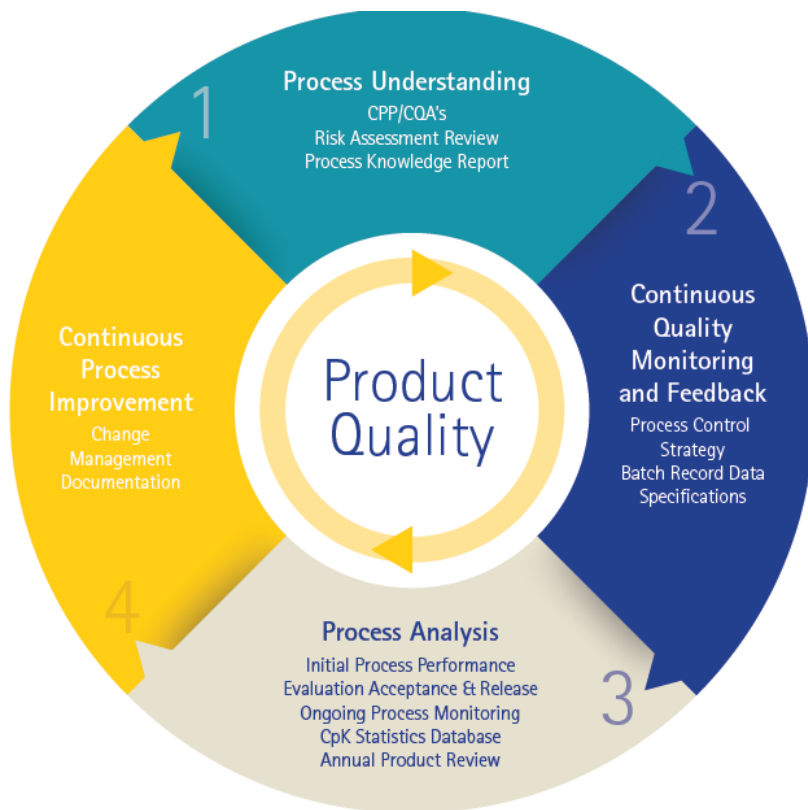 1
Process Understanding
CPP/CQA's
Risk Assessment Review
Process Knowledge Report
2
Continuous
Quality
Monitoring
and Feedback
Process Control
Strategy
Batch Record Data
Specifications
3
Process Analysis
Initial Process Performance
Evaluation Acceptance & Release
Ongoing Process Monitoring
CpK Statistics Database
Annual Product Review
4
Continuous
Process
Improvement
Change
Management
Documentation
Product
Quality